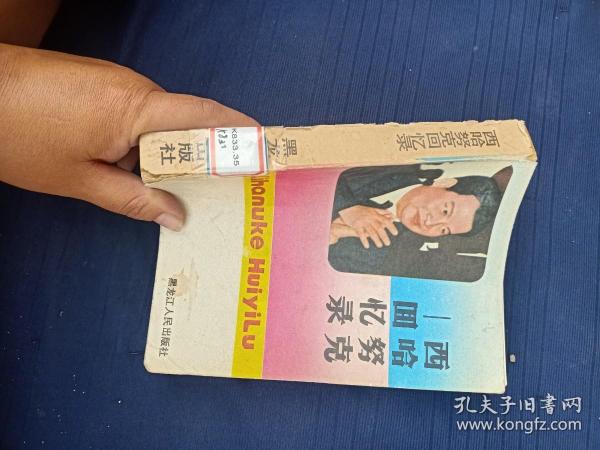 西哈努克回忆录
黑龙
出版社
K833.35
西哈努克
—回忆录
ihanuke HuiyiLu
黑龙江人民出版社
孔夫子旧书网
www.kongfz.com